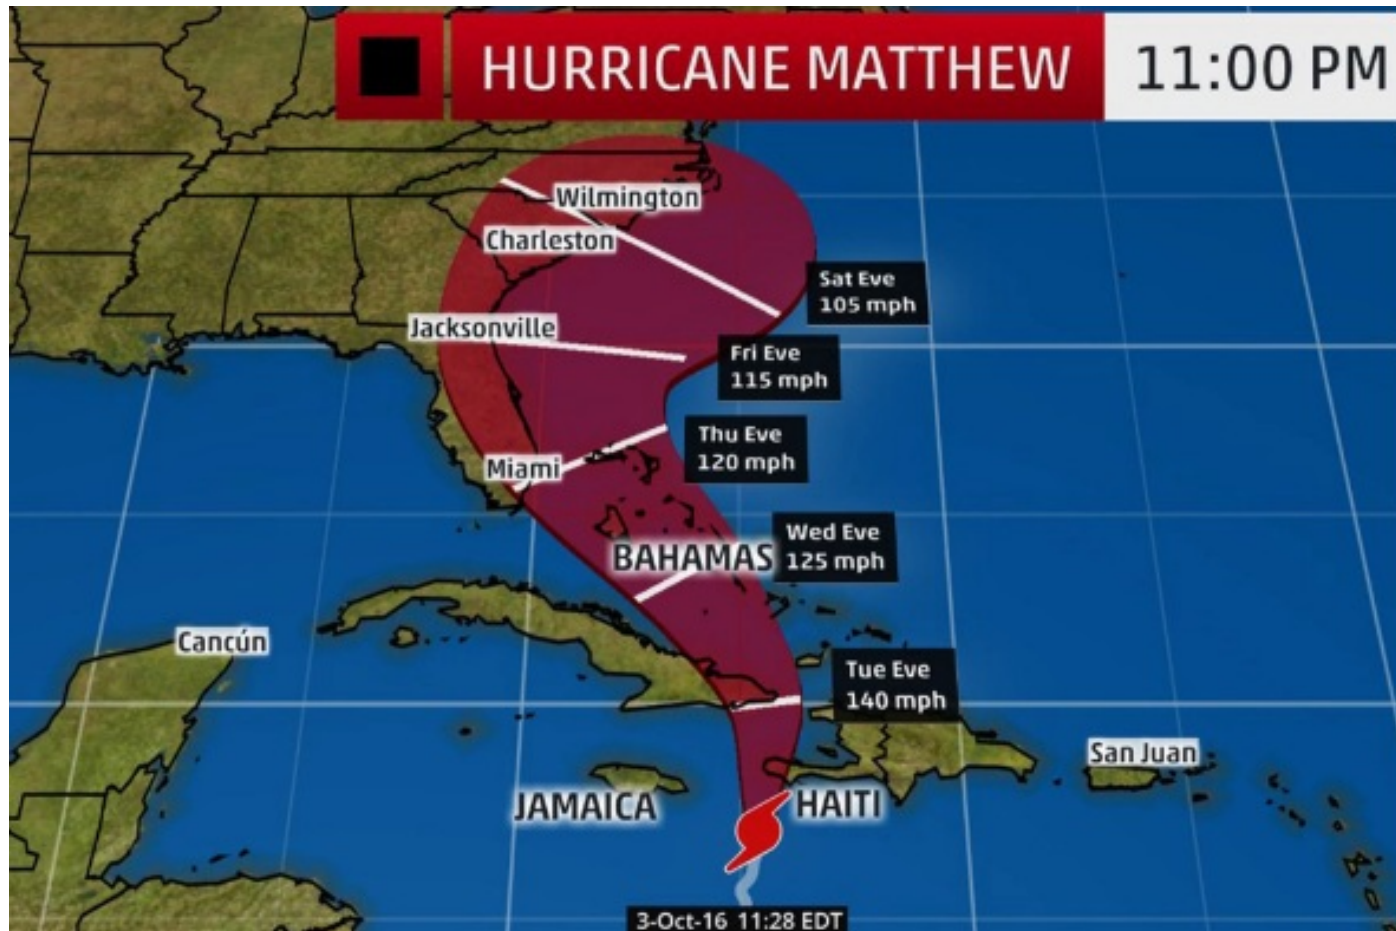 HURRICANE MATTHEW 11:00 PM
Wilmington
Charleston
Sat Eve
105 mph
Jacksonville
Fri Eve
115 mph
Thu Eve
120 mph
Miami
Wed Eve
125 mph
BAHAMAS
Cancún
Tue Eve
140 mph
San Juan
JAMAICA
HAITI
3-Oct-16 11:28 EDT